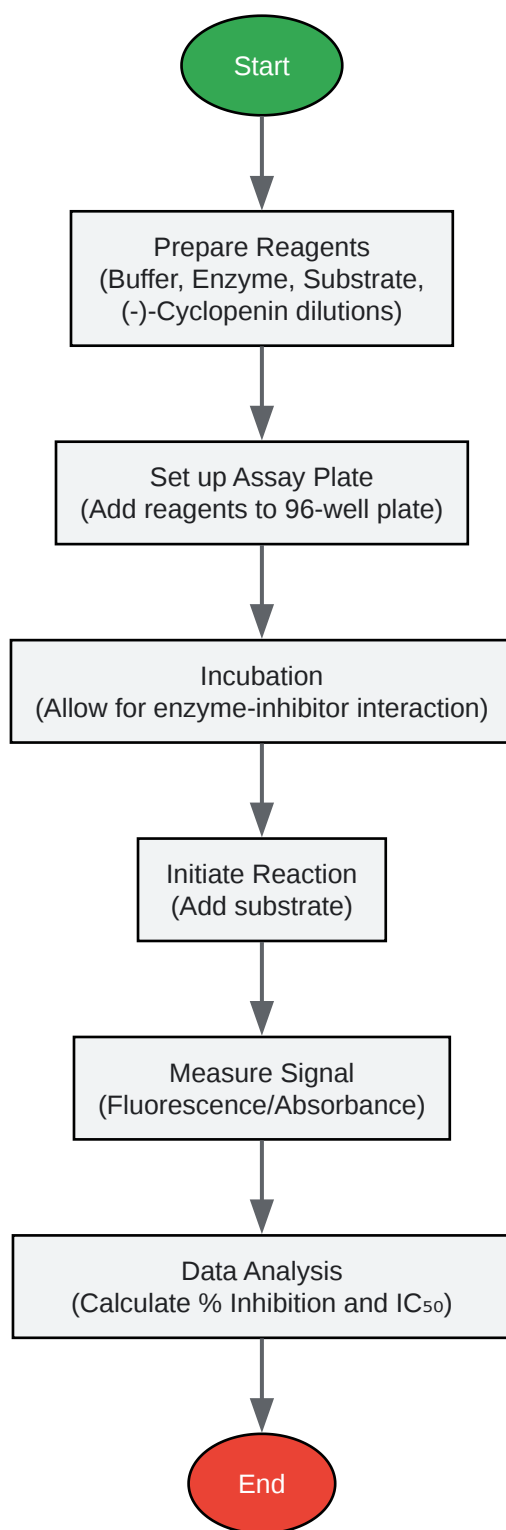 Start
Prepare Reagents
(Buffer, Enzyme, Substrate,
(-)-Cyclopenin dilutions)
Set up Assay Plate
(Add reagents to 96-well plate)
Incubation
(Allow for enzyme-inhibitor interaction)
Initiate Reaction
(Add substrate)
Measure Signal
(Fluorescence/Absorbance)
Data Analysis
(Calculate % Inhibition and IC₅₀)
End